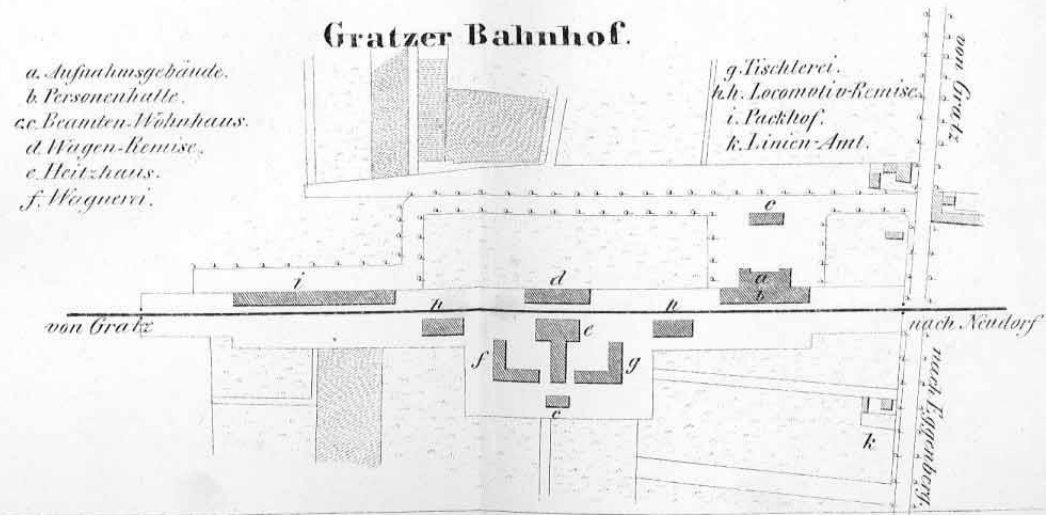 Gratzer Bahnhof.
a. Aufnahmsgebäude.
b. Personenhalle.
c.c. Beamten-Wohnhaus.
d. Wagen-Remise.
e. Heitzhaus.
f. Wagnerei.
g. Tischlerei.
h.h. Locomotiv-Remise.
i. Packhof.
k. Linien-Amt.
von Gratz
c
a
b
i
d
h
h
von Gratz
nach Neudorf
e
f
g
c
k
nach Eggenberg.